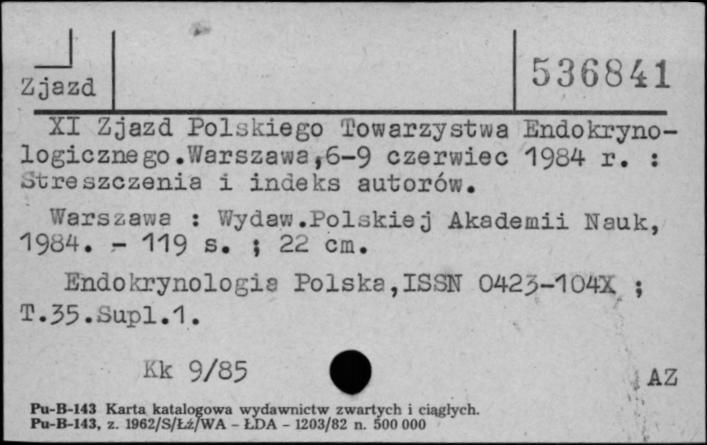 536841
Zjazd
XI Zjazd Polskiego Towarzystwa Endokryno-
logicznego.Warszawa,6-9 czerwiec 1984 r. :
Streszczenia i indeks autorów.
Warszawa : Wydaw.Polskiej Akademii Nauk,
1984. - 119 s. ; 22 cm.
Endokrynologia Polska,ISSN 0423-104X ;
T.35.Supl.1.
Kk 9/85
AZ
Pu-B-143 Karta katalogowa wydawnictw zwartych i ciągłych.
Pu-B-143, z. 1962/S/Łż/WA - ŁDA - 1203/82 n. 500 000